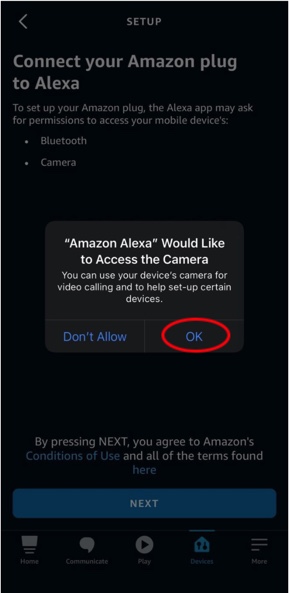 SETUP
Connect your Amazon plug
to Alexa
To set up your Amazon plug, the Alexa app may ask
for permissions to access your mobile device's:
• Bluetooth
• Camera
“Amazon Alexa” Would Like
to Access the Camera
You can use your device's camera for
video calling and to help set-up certain
devices.
Don't Allow OK
By pressing NEXT, you agree to Amazon's
Conditions of Use and all of the terms found
here
NEXT
Home Communicate Play Devices More